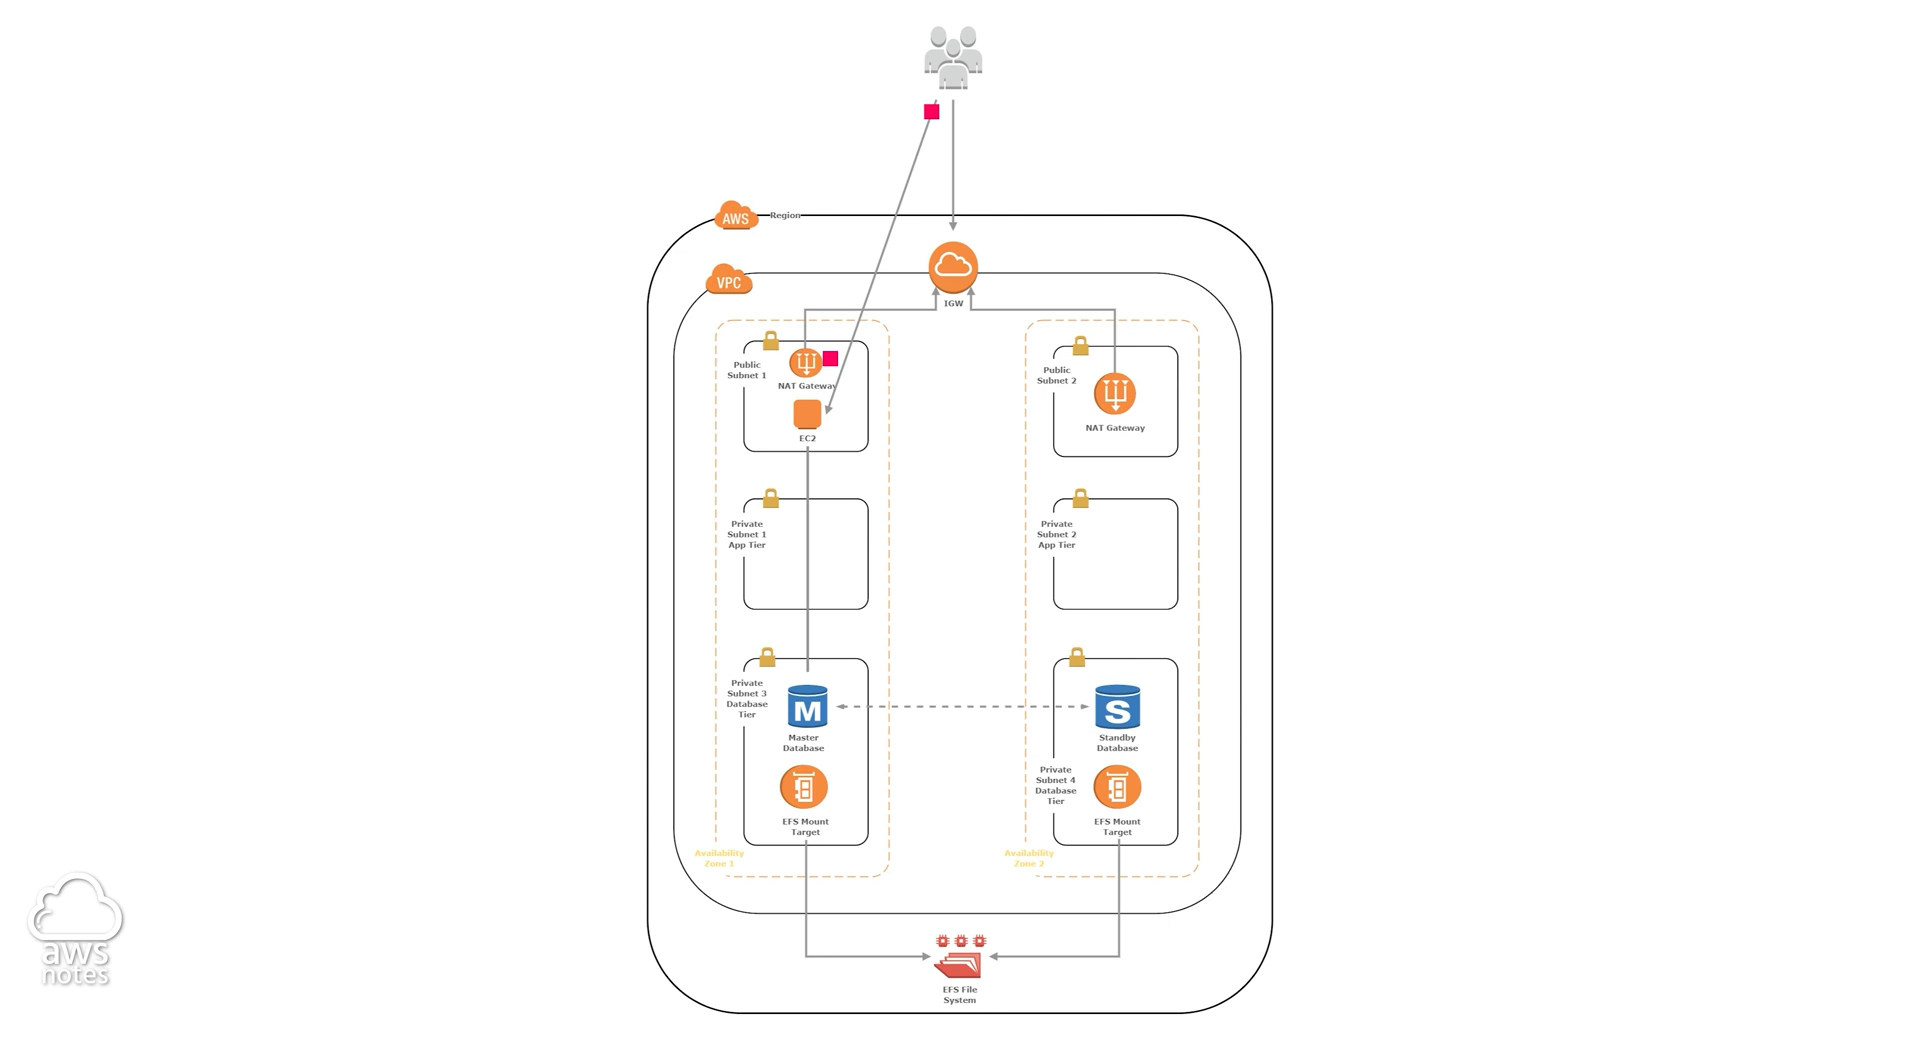 AWS
Region
VPC
IGW
Public
Subnet 1
NAT Gateway
EC2
Public
Subnet 2
NAT Gateway
Private
Subnet 1
App Tier
Private
Subnet 2
App Tier
Private
Subnet 3
Database
Tier
M
Master
Database
S
Standby
Database
EFS Mount
Target
Private
Subnet 4
Database
Tier
EFS Mount
Target
Availability
Zone 1
Availability
Zone 2
EFS File
System
aws
notes